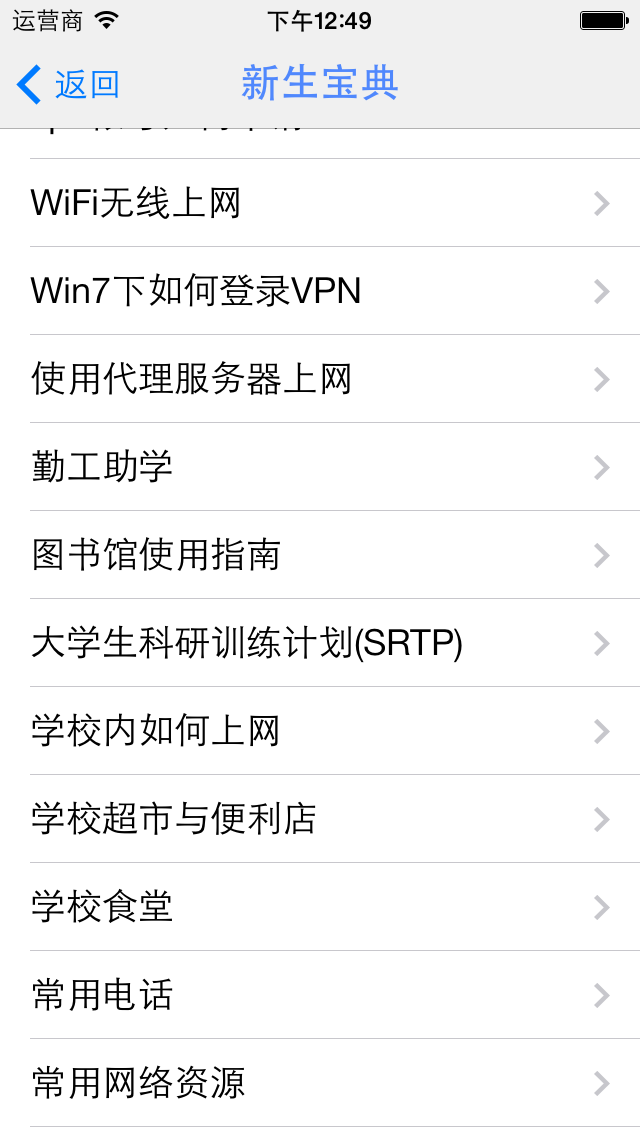 运营商 下午12:49
返回 新生宝典
WiFi无线上网
Win7下如何登录VPN
使用代理服务器上网
勤工助学
图书馆使用指南
大学生科研训练计划(SRTP)
学校内如何上网
学校超市与便利店
学校食堂
常用电话
常用网络资源